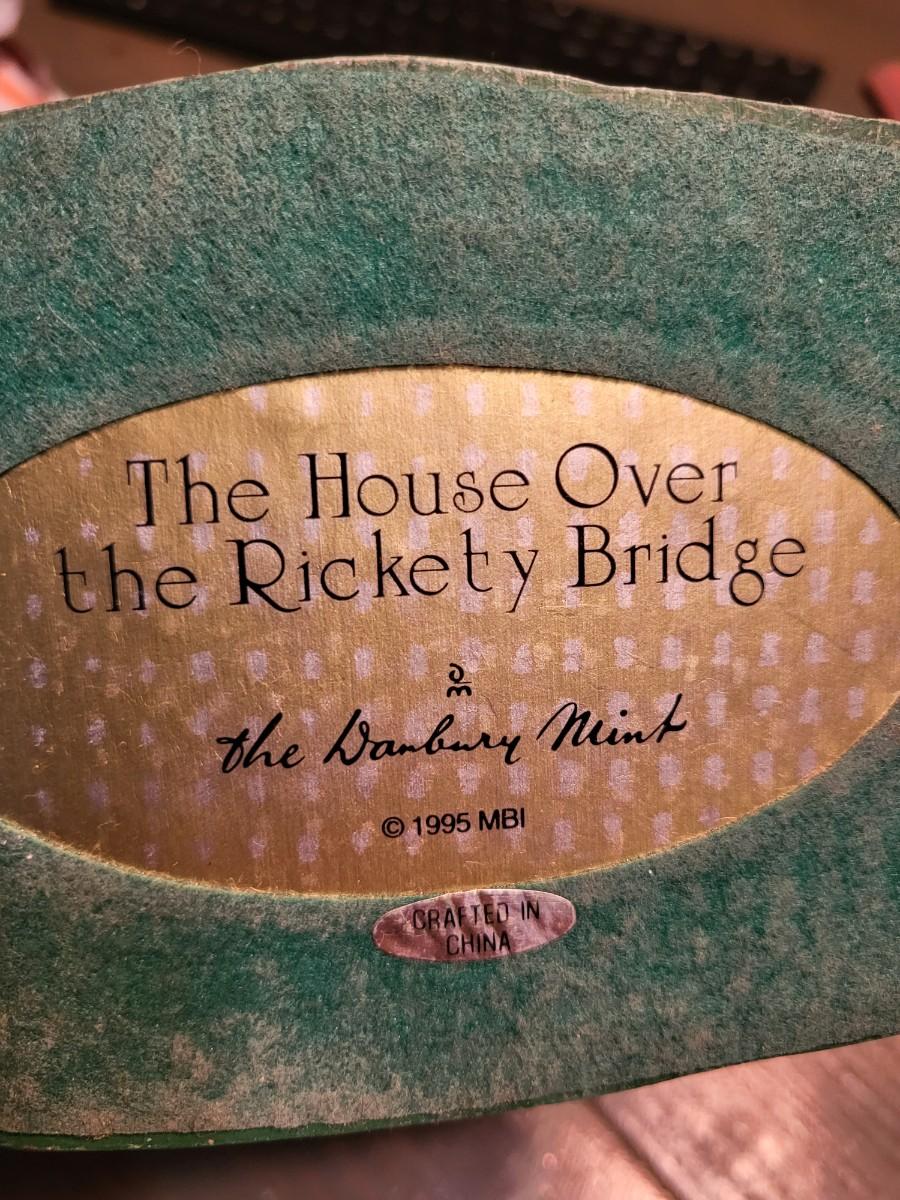 The House Over
the Rickety Bridge
the Danbury Mint
© 1995 MBI
CRAFTED IN
CHINA